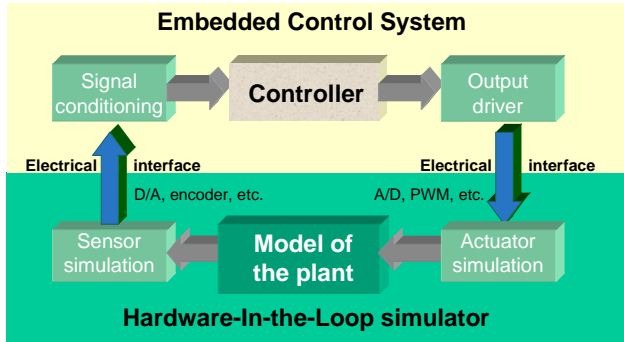 Embedded Control System
Signal
conditioning
Controller
Output
driver
Electrical interface
Electrical interface
D/A, encoder, etc.
A/D, PWM, etc.
Sensor
simulation
Model of
the plant
Actuator
simulation
Hardware-In-the-Loop simulator